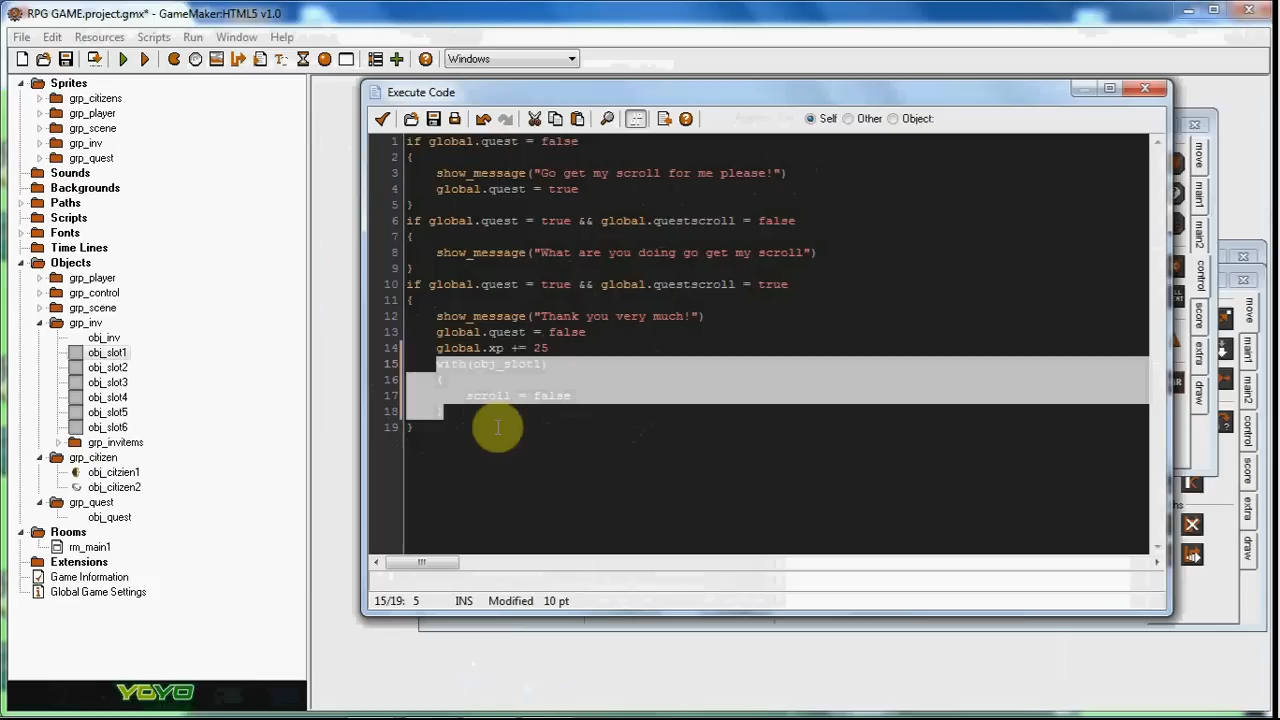 RPG GAME.project.gmx* - GameMaker:HTML5 v1.0
File Edit Resources Scripts Run Window Help
Windows
Sprites
grp_citizens
grp_player
grp_scene
grp_inv
grp_quest
Sounds
Backgrounds
Paths
Scripts
Fonts
Time Lines
Objects
grp_player
grp_control
grp_scene
grp_inv
obj_inv
obj_slot1
obj_slot2
obj_slot3
obj_slot4
obj_slot5
obj_slot6
grp_invitems
grp_citizen
obj_citzien1
obj_citizen2
grp_quest
obj_quest
Rooms
rm_main1
Extensions
Game Information
Global Game Settings
YOYO
Execute Code
Self Other Object:
1 if global.quest = false
2 {
3 show_message("Go get my scroll for me please!")
4 global.quest = true
5 }
6 if global.quest = true && global.questscroll = false
7 {
8 show_message("What are you doing go get my scroll")
9 }
10 if global.quest = true && global.questscroll = true
11 {
12 show_message("Thank you very much!")
13 global.quest = false
14 global.xp += 25
15 with(obj_slot1)
16 {
17 scroll = false
18 }
19 }
15/19: 5 INS Modified 10 pt
move
main1
main2
control
score
extra
draw
move
main1
main2
control
score
extra
draw